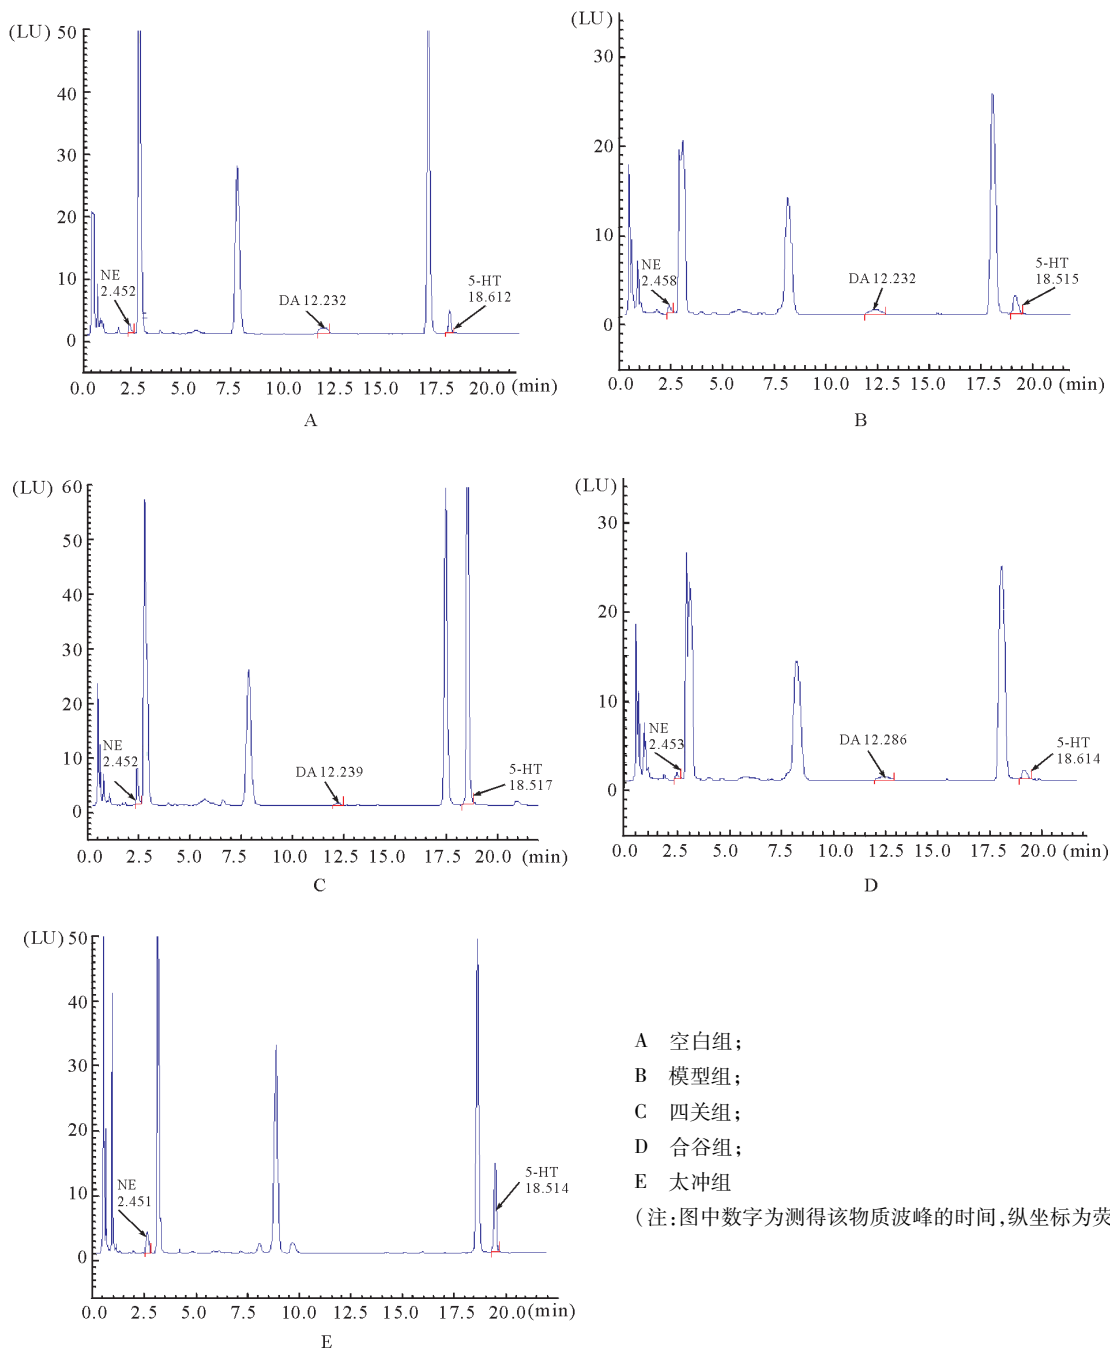 (LU)
50
40
30
20
10
0
NE
2.452
DA 12.232
5-HT
18.612
0.0 2.5 5.0 7.5 10.0 12.5 15.0 17.5 20.0 (min)
A
(LU)
30
20
10
0
NE
2.458
DA 12.232
5-HT
18.515
0.0 2.5 5.0 7.5 10.0 12.5 15.0 17.5 20.0 (min)
B
(LU)
60
50
40
30
20
10
0
NE
2.452
DA 12.239
5-HT
18.517
0.0 2.5 5.0 7.5 10.0 12.5 15.0 17.5 20.0 (min)
C
(LU)
30
20
10
0
NE
2.453
DA 12.286
5-HT
18.614
0.0 2.5 5.0 7.5 10.0 12.5 15.0 17.5 20.0 (min)
D
(LU)
50
40
30
20
10
0
NE
2.451
5-HT
18.514
0.0 2.5 5.0 7.5 10.0 12.5 15.0 17.5 20.0 (min)
E
A 空白组；
B 模型组；
C 四关组；
D 合谷组；
E 太冲组
（注：图中数字为测得该物质波峰的时间，纵坐标为荧